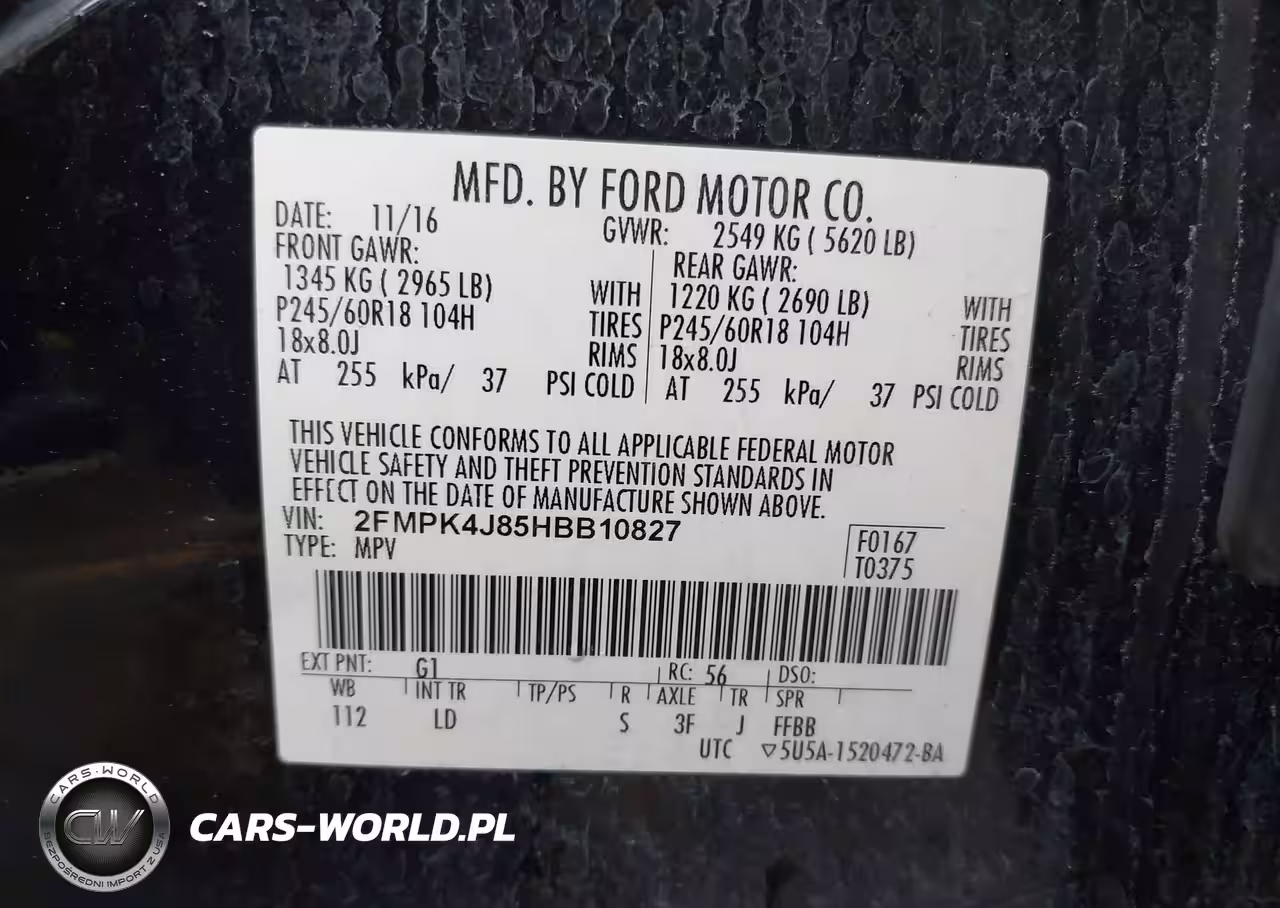 MFD. BY FORD MOTOR CO.
DATE: 11/16 GVWR: 2549 KG ( 5620 LB)
FRONT GAWR: REAR GAWR:
1345 KG ( 2965 LB) WITH 1220 KG ( 2690 LB) WITH
P245/60R18 104H TIRES P245/60R18 104H TIRES
18x8.0J RIMS 18x8.0J RIMS
AT 255 kPa/ 37 PSI COLD AT 255 kPa/ 37 PSI COLD
THIS VEHICLE CONFORMS TO ALL APPLICABLE FEDERAL MOTOR
VEHICLE SAFETY AND THEFT PREVENTION STANDARDS IN
EFFECT ON THE DATE OF MANUFACTURE SHOWN ABOVE.
VIN: 2FMPK4J85HBB10827
TYPE: MPV
F0167
T0375
EXT PNT: G1 RC: 56 DSO:
WB INT TR TP/PS R AXLE TR SPR
112 LD S 3F J FFBB
UTC ▽5U5A-1520472-BA
CARS-WORLD
CW
BEZPOŚREDNI IMPORT Z USA
CARS-WORLD.PL